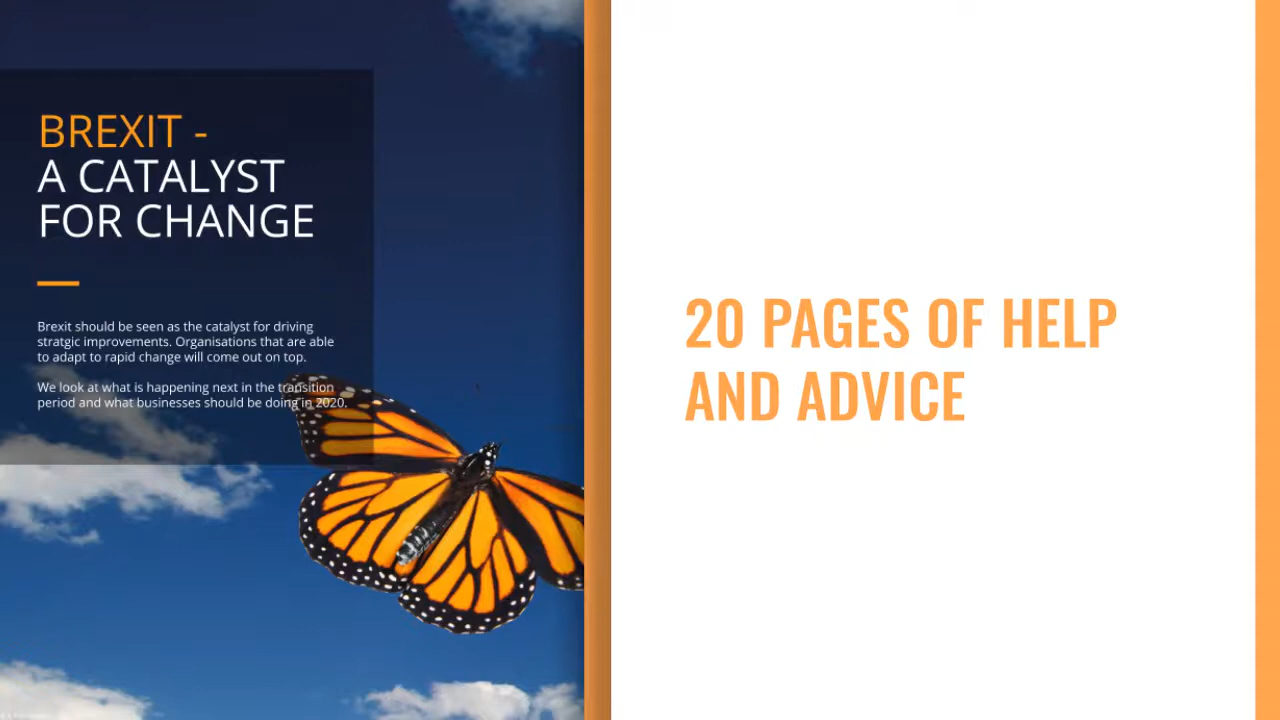 BREXIT -
A CATALYST
FOR CHANGE
Brexit should be seen as the catalyst for driving
stratgic improvements. Organisations that are able
to adapt to rapid change will come out on top.
We look at what is happening next in the transition
period and what businesses should be doing in 2020.
20 PAGES OF HELP
AND ADVICE